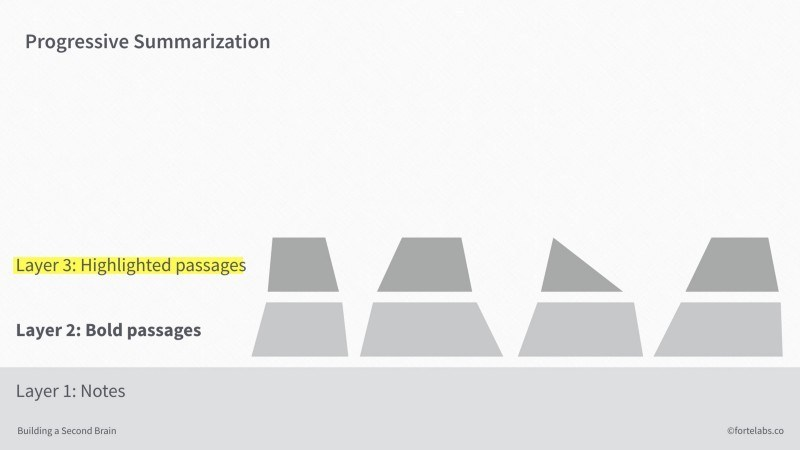 Progressive Summarization
Layer 3: Highlighted passages
Layer 2: Bold passages
Layer 1: Notes
Building a Second Brain
©fortelabs.co